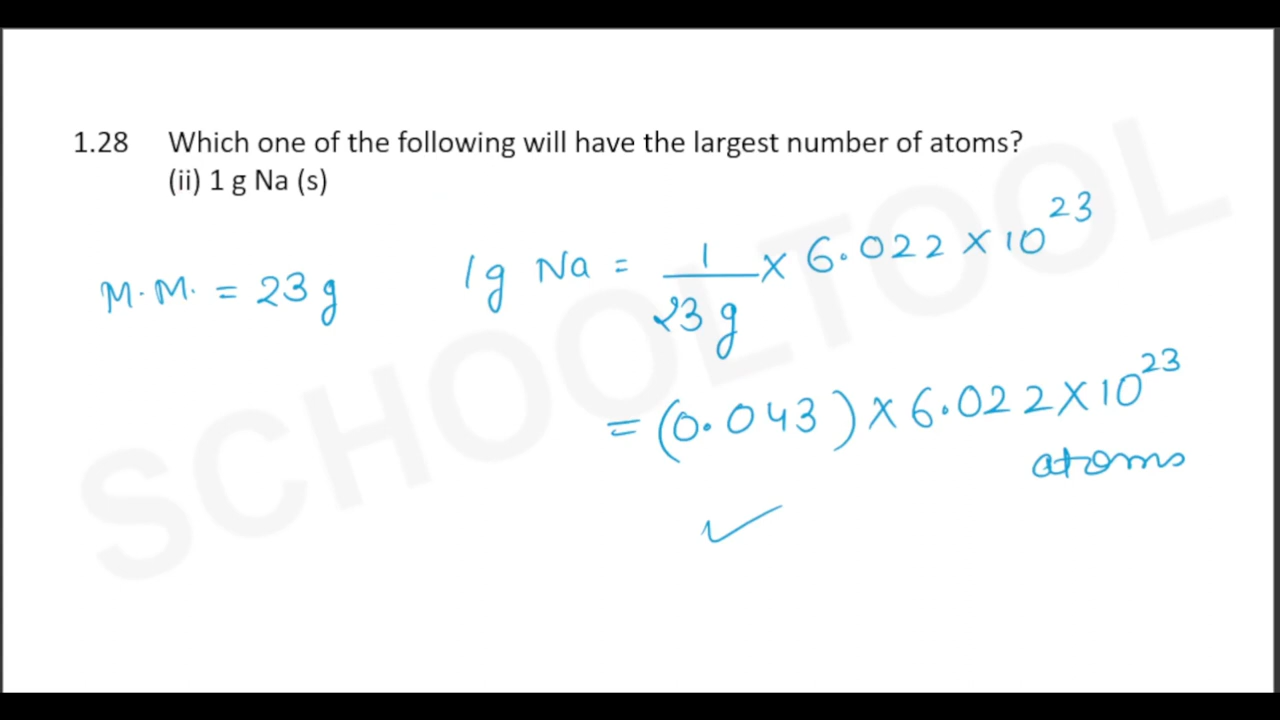 1.28 Which one of the following will have the largest number of atoms?
(ii) 1 g Na (s)
M.M. = 23 g
1g Na = 1/23 g × 6.022 × 10^23
= (0.043) × 6.022 × 10^23
atoms
SCHOOLTOOL